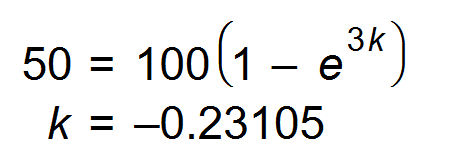 50 = 100(1 – e^{3k})
k = –0.23105